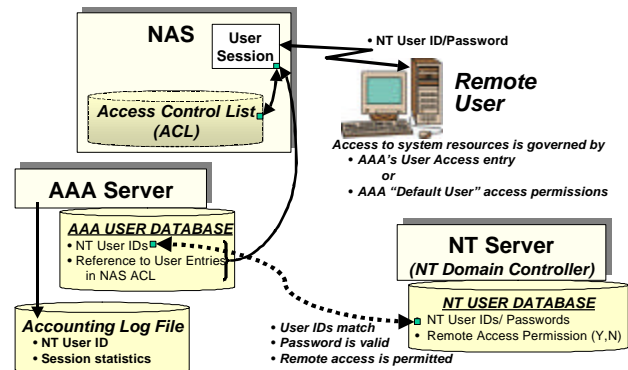 NAS
User
Session
• NT User ID/Password
Remote
User
Access Control List
(ACL)
Access to system resources is governed by
• AAA's User Access entry
or
• AAA “Default User” access permissions
AAA Server
AAA USER DATABASE
• NT User IDs
• Reference to User Entries
in NAS ACL
NT Server
(NT Domain Controller)
NT USER DATABASE
• NT User IDs/ Passwords
• Remote Access Permission (Y,N)
Accounting Log File
• NT User ID
• Session statistics
• User IDs match
• Password is valid
• Remote access is permitted